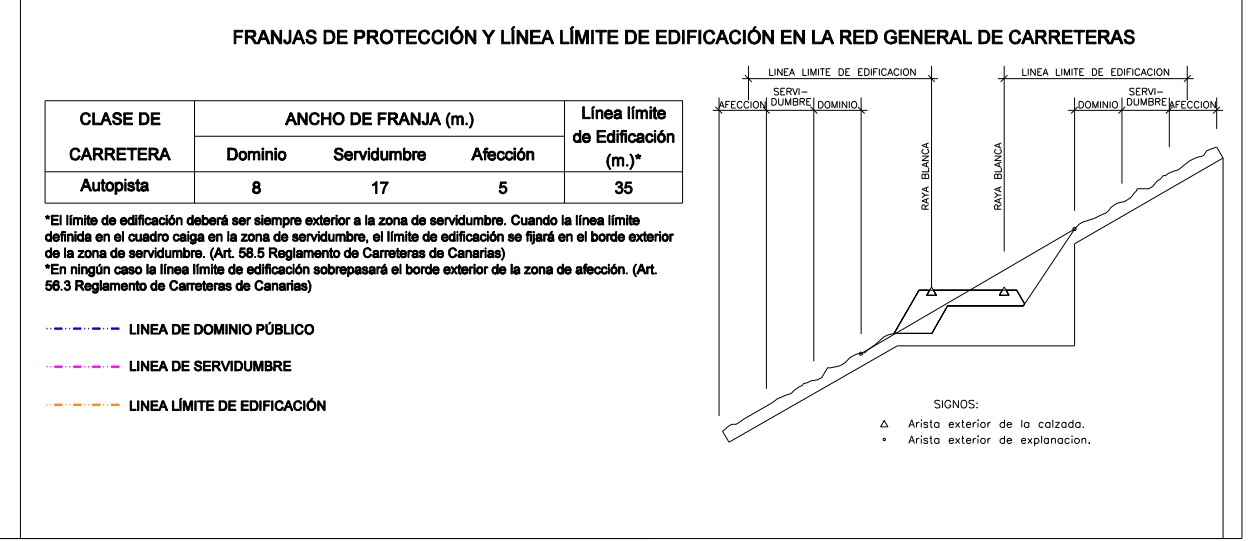 FRANJAS DE PROTECCIÓN Y LÍNEA LÍMITE DE EDIFICACIÓN EN LA RED GENERAL DE CARRETERAS
CLASE DE CARRETERA
ANCHO DE FRANJA (m.)
Línea límite de Edificación (m.)*
Dominio Servidumbre Afección
Autopista 8 17 5 35
*El límite de edificación deberá ser siempre exterior a la zona de servidumbre. Cuando la línea límite
definida en el cuadro caiga en la zona de servidumbre, el límite de edificación se fijará en el borde exterior
de la zona de servidumbre. (Art. 58.5 Reglamento de Carreteras de Canarias)
*En ningún caso la línea límite de edificación sobrepasará el borde exterior de la zona de afección. (Art.
56.3 Reglamento de Carreteras de Canarias)
LINEA DE DOMINIO PÚBLICO
LINEA DE SERVIDUMBRE
LINEA LÍMITE DE EDIFICACIÓN
LINEA LIMITE DE EDIFICACION
LINEA LIMITE DE EDIFICACION
AFECCION
SERVI-
DUMBRE
DOMINIO
DOMINIO
SERVI-
DUMBRE
AFECCION
RAYA BLANCA
RAYA BLANCA
SIGNOS:
Arista exterior de la calzada.
Arista exterior de explanacion.